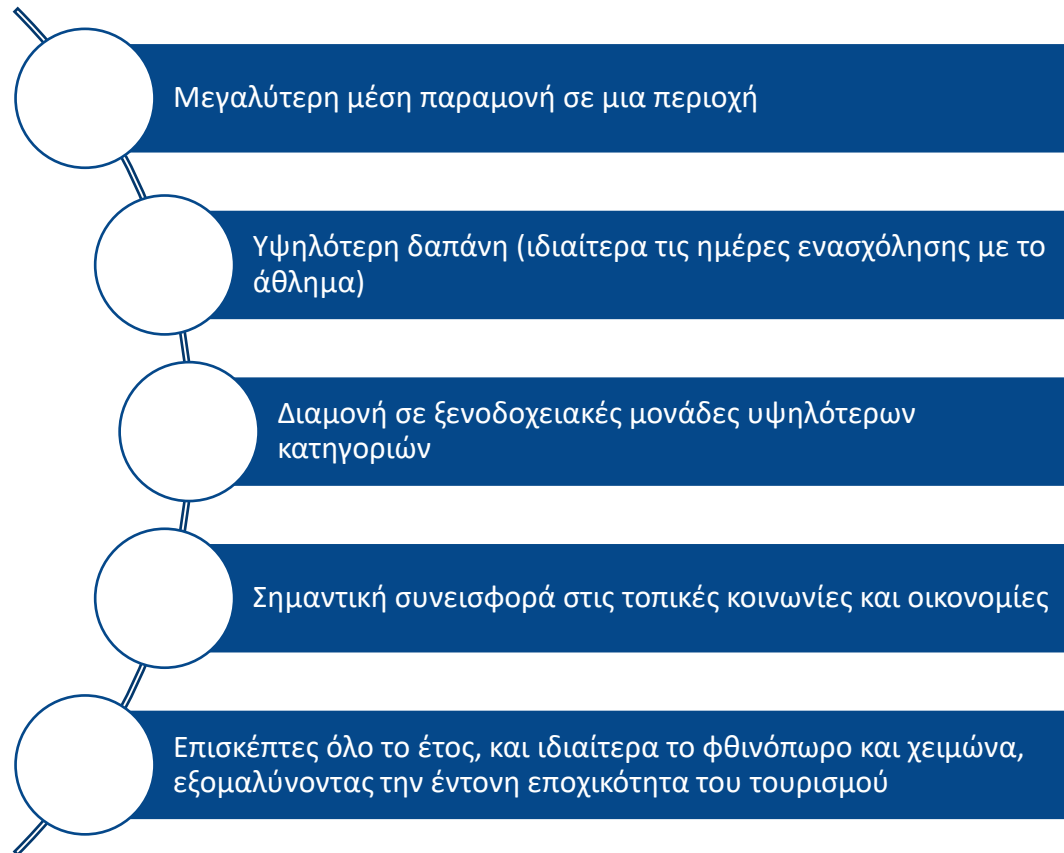 Μεγαλύτερη μέση παραμονή σε μια περιοχή
Υψηλότερη δαπάνη (ιδιαίτερα τις ημέρες ενασχόλησης με το
άθλημα)
Διαμονή σε ξενοδοχειακές μονάδες υψηλότερων
κατηγοριών
Σημαντική συνεισφορά στις τοπικές κοινωνίες και οικονομίες
Επισκέπτες όλο το έτος, και ιδιαίτερα το φθινόπωρο και χειμώνα,
εξομαλύνοντας την έντονη εποχικότητα του τουρισμού